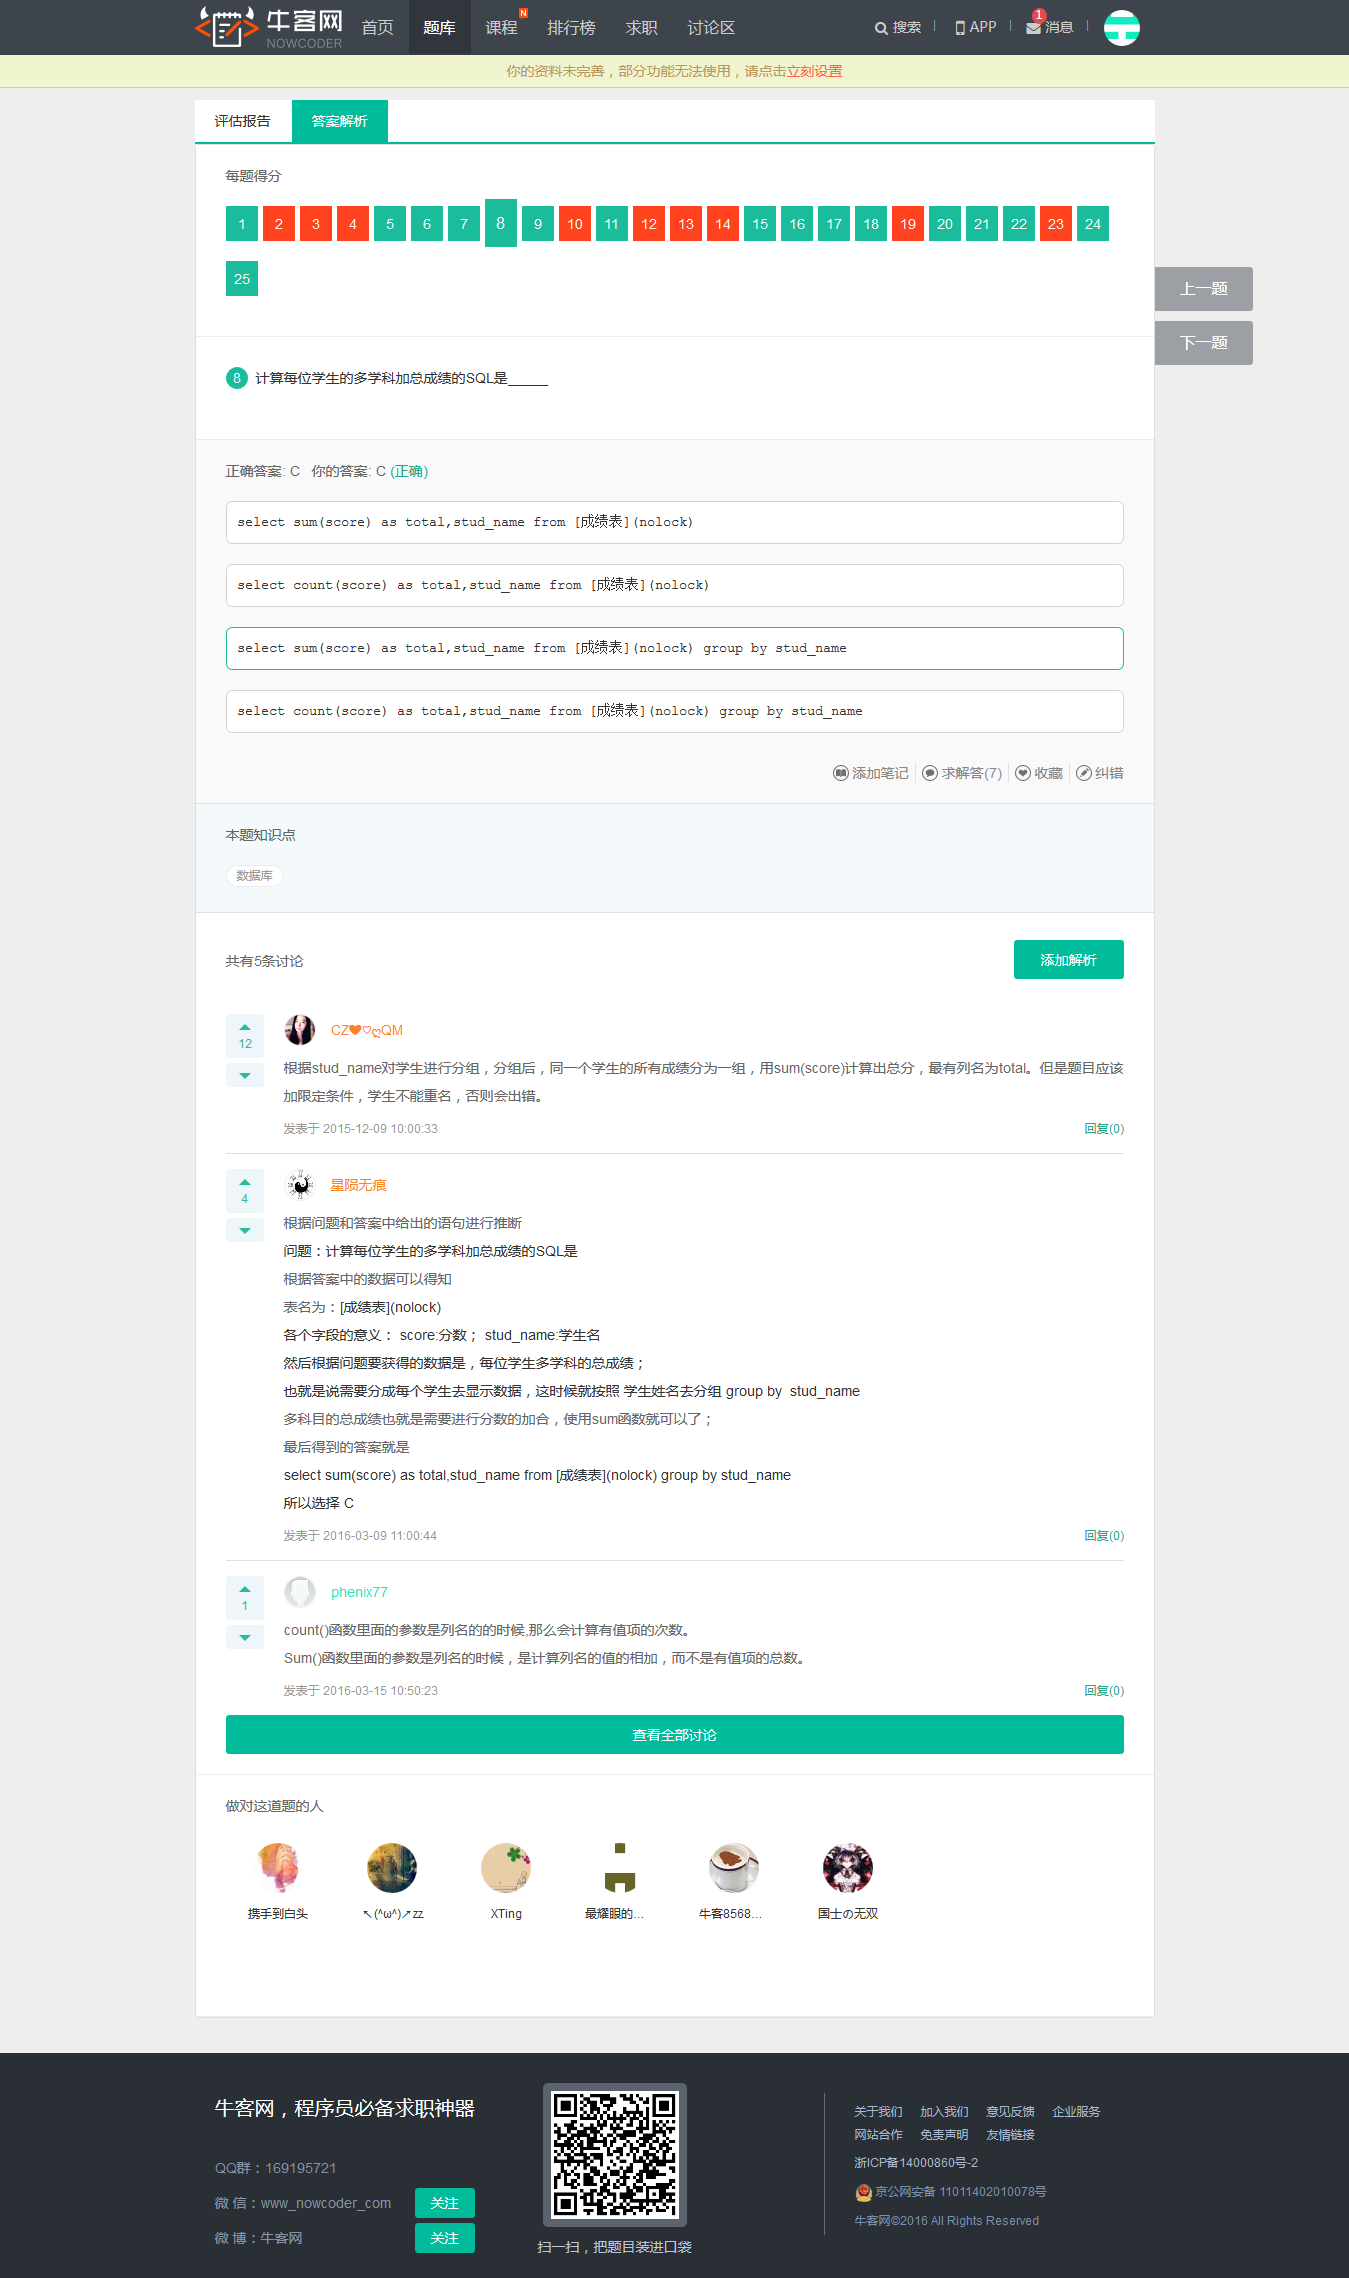 牛客网
NOWCODER
首页 题库 课程 N 排行榜 求职 讨论区 搜索 APP 1 消息
你的资料未完善，部分功能无法使用，请点击立刻设置
评估报告 答案解析
每题得分
1 2 3 4 5 6 7 8 9 10 11 12 13 14 15 16 17 18 19 20 21 22 23 24
25
上一题
下一题
8 计算每位学生的多学科加总成绩的SQL是_____
正确答案: C 你的答案: C (正确)
select sum(score) as total,stud_name from [成绩表](nolock)
select count(score) as total,stud_name from [成绩表](nolock)
select sum(score) as total,stud_name from [成绩表](nolock) group by stud_name
select count(score) as total,stud_name from [成绩表](nolock) group by stud_name
添加笔记 求解答(7) 收藏 纠错
本题知识点
数据库
共有5条讨论 添加解析
12
CZ❤♡ღQM
根据stud_name对学生进行分组，分组后，同一个学生的所有成绩分为一组，用sum(score)计算出总分，最有列名为total。但是题目应该
加限定条件，学生不能重名，否则会出错。
发表于 2015-12-09 10:00:33 回复(0)
4
星陨无痕
根据问题和答案中给出的语句进行推断
问题：计算每位学生的多学科加总成绩的SQL是
根据答案中的数据可以得知
表名为：[成绩表](nolock)
各个字段的意义： score:分数； stud_name:学生名
然后根据问题要获得的数据是，每位学生多学科的总成绩；
也就是说需要分成每个学生去显示数据，这时候就按照 学生姓名去分组 group by  stud_name
多科目的总成绩也就是需要进行分数的加合，使用sum函数就可以了；
最后得到的答案就是
select sum(score) as total,stud_name from [成绩表](nolock) group by stud_name
所以选择 C
发表于 2016-03-09 11:00:44 回复(0)
1
phenix77
count()函数里面的参数是列名的的时候,那么会计算有值项的次数。
Sum()函数里面的参数是列名的时候，是计算列名的值的相加，而不是有值项的总数。
发表于 2016-03-15 10:50:23 回复(0)
查看全部讨论
做对这道题的人
携手到白头 ↖(^ω^)↗zz XTing 最耀眼的... 牛客8568... 国士の无双
牛客网，程序员必备求职神器
QQ群：169195721
微 信：www_nowcoder_com 关注
微 博：牛客网 关注
扫一扫，把题目装进口袋
关于我们 加入我们 意见反馈 企业服务
网站合作 免责声明 友情链接
浙ICP备14000860号-2
京公网安备 11011402010078号
牛客网©2016 All Rights Reserved